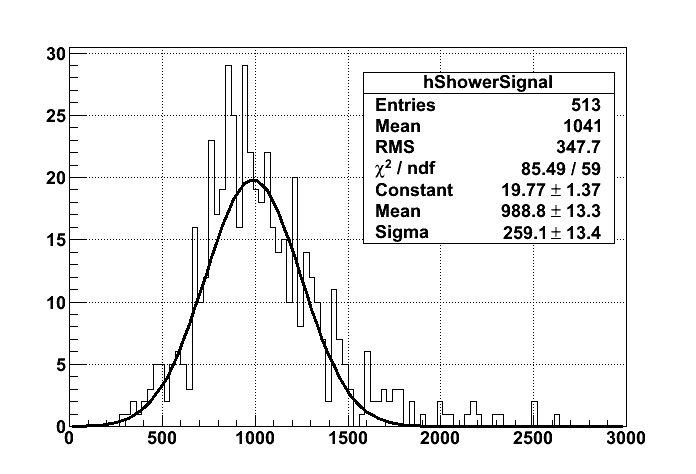 30
25
20
15
10
5
0
hShowerSignal
Entries 513
Mean 1041
RMS 347.7
χ² / ndf 85.49 / 59
Constant 19.77 ± 1.37
Mean 988.8 ± 13.3
Sigma 259.1 ± 13.4
0 500 1000 1500 2000 2500 3000